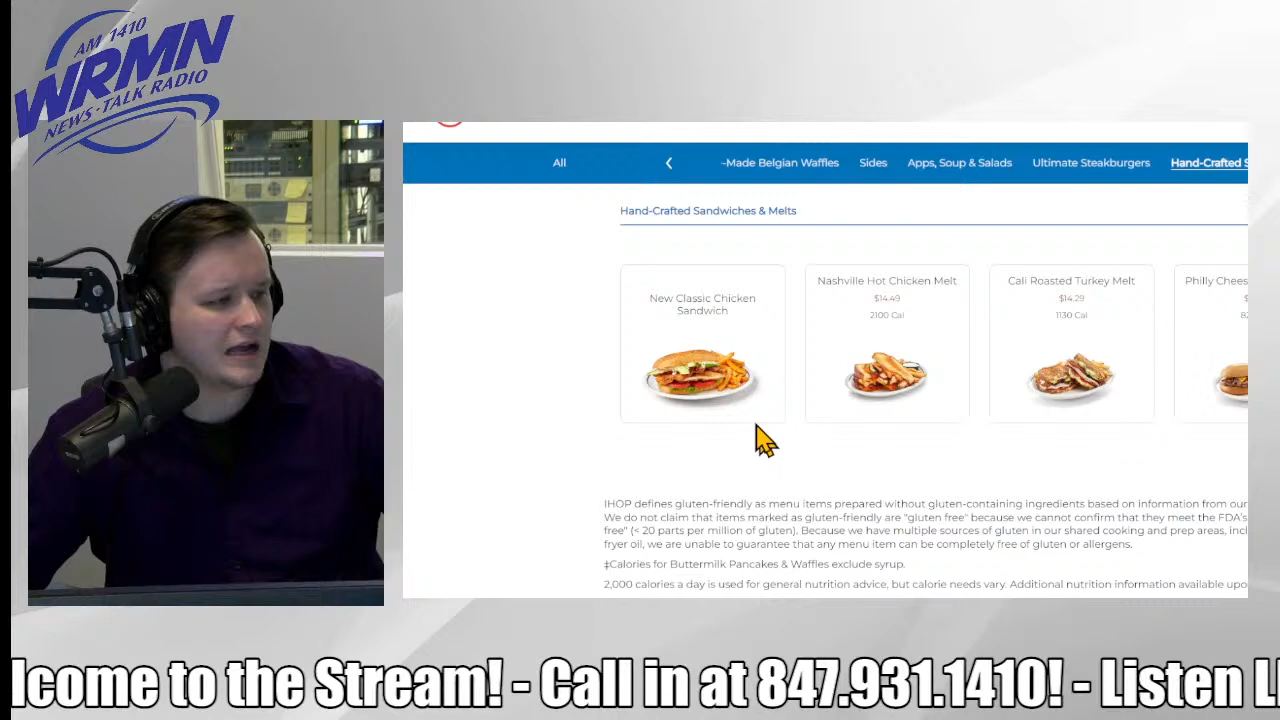 AM 1410
WRMN
NEWS·TALK RADIO
All
-Made Belgian Waffles
Sides
Apps, Soup & Salads
Ultimate Steakburgers
Hand-Crafted S
Hand-Crafted Sandwiches & Melts
New Classic Chicken
Sandwich
Nashville Hot Chicken Melt
$14.49
2100 Cal
Cali Roasted Turkey Melt
$14.29
1130 Cal
Philly Chees
$
82
IHOP defines gluten-friendly as menu items prepared without gluten-containing ingredients based on information from our
We do not claim that items marked as gluten-friendly are "gluten free" because we cannot confirm that they meet the FDA's
free" (< 20 parts per million of gluten). Because we have multiple sources of gluten in our shared cooking and prep areas, incl
fryer oil, we are unable to guarantee that any menu item can be completely free of gluten or allergens.
‡Calories for Buttermilk Pancakes & Waffles exclude syrup.
2,000 calories a day is used for general nutrition advice, but calorie needs vary. Additional nutrition information available upo
lcome to the Stream! - Call in at 847.931.1410! - Listen L